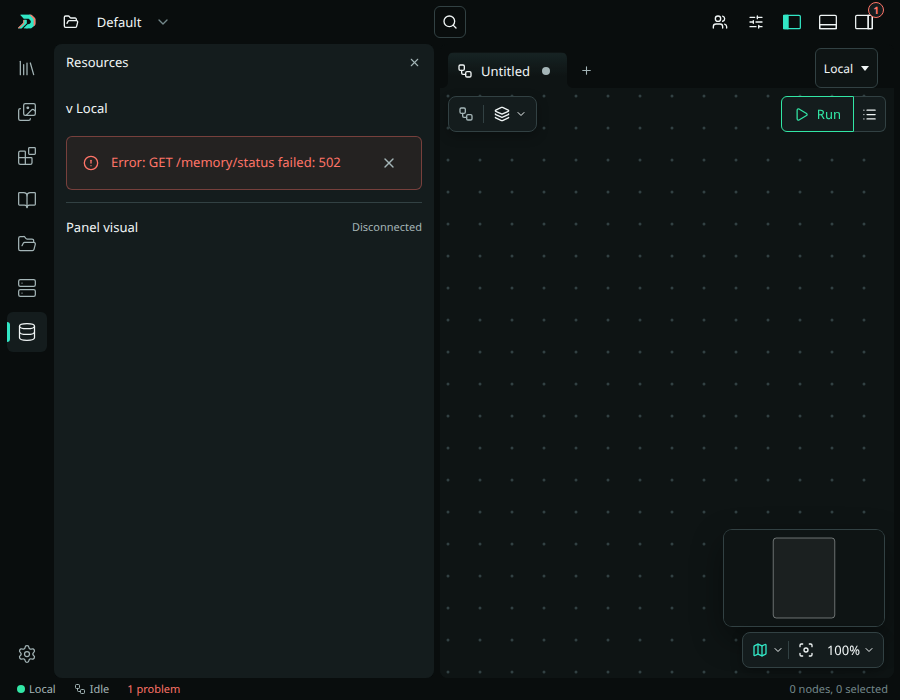 Default
1
Resources
Untitled
Local
v Local
Run
Error: GET /memory/status failed: 502
Panel visual
Disconnected
100%
Local
Idle
1 problem
0 nodes, 0 selected